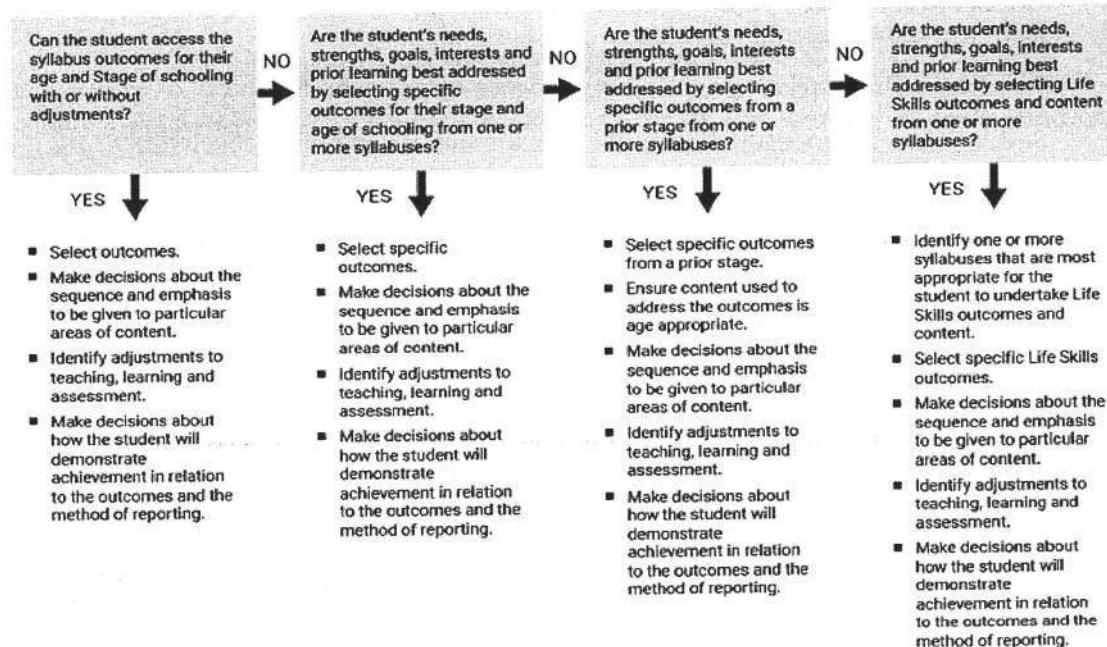 Can the student access the
syllabus outcomes for their
age and Stage of schooling
with or without
adjustments?
NO
Are the student's needs,
strengths, goals, interests and
prior learning best addressed
by selecting specific
outcomes for their stage and
age of schooling from one or
more syllabuses?
NO
Are the student's needs,
strengths, goals, interests
and prior learning best
addressed by selecting
specific outcomes from a
prior stage from one or
more syllabuses?
NO
Are the student's needs,
strengths, goals, interests
and prior learning best
addressed by selecting Life
Skills outcomes and content
from one or more
syllabuses?
YES
■ Select outcomes.
■ Make decisions about the
sequence and emphasis
to be given to particular
areas of content.
■ Identify adjustments to
teaching, learning and
assessment.
■ Make decisions about
how the student will
demonstrate
achievement in relation
to the outcomes and the
method of reporting.
YES
■ Select specific
outcomes.
■ Make decisions about the
sequence and emphasis
to be given to particular
areas of content.
■ Identify adjustments to
teaching, learning and
assessment.
■ Make decisions about
how the student will
demonstrate
achievement in relation
to the outcomes and the
method of reporting.
YES
■ Select specific outcomes
from a prior stage.
■ Ensure content used to
address the outcomes is
age appropriate.
■ Make decisions about the
sequence and emphasis
to be given to particular
areas of content.
■ Identify adjustments to
teaching, learning and
assessment.
■ Make decisions about
how the student will
demonstrate
achievement in relation
to the outcomes and the
method of reporting.
YES
■ Identify one or more
syllabuses that are most
appropriate for the
student to undertake Life
Skills outcomes and
content.
■ Select specific Life Skills
outcomes.
■ Make decisions about the
sequence and emphasis
to be given to particular
areas of content.
■ Identify adjustments to
teaching, learning and
assessment.
■ Make decisions about
how the student will
demonstrate
achievement in relation
to the outcomes and the
method of reporting.